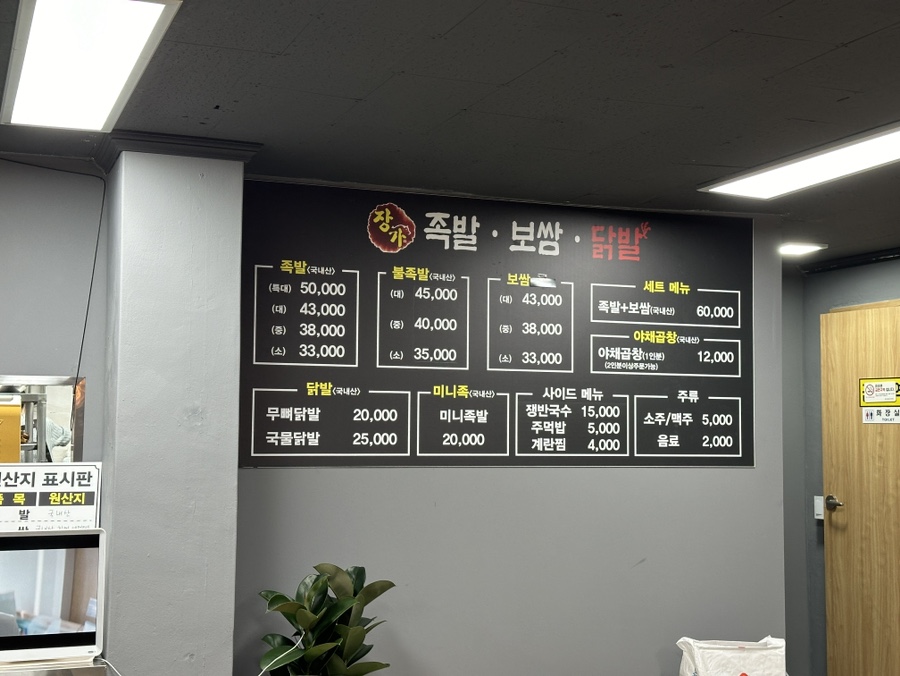 장가 족발 · 보쌈 · 닭발
족발(국내산)
(특대) 50,000
(대) 43,000
(중) 38,000
(소) 33,000
불족발(국내산)
(대) 45,000
(중) 40,000
(소) 35,000
보쌈
(대) 43,000
(중) 38,000
(소) 33,000
세트 메뉴
족발+보쌈(국내산) 60,000
야채곱창(국내산)
야채곱창(1인분) 12,000
(2인분이상주문가능)
닭발(국내산)
무뼈닭발 20,000
국물닭발 25,000
미니족(국내산)
미니족발
20,000
사이드 메뉴
쟁반국수 15,000
주먹밥 5,000
계란찜 4,000
주류
소주/맥주 5,000
음료 2,000
산지 표시판
품 목 원산지
발 국내산
화장실